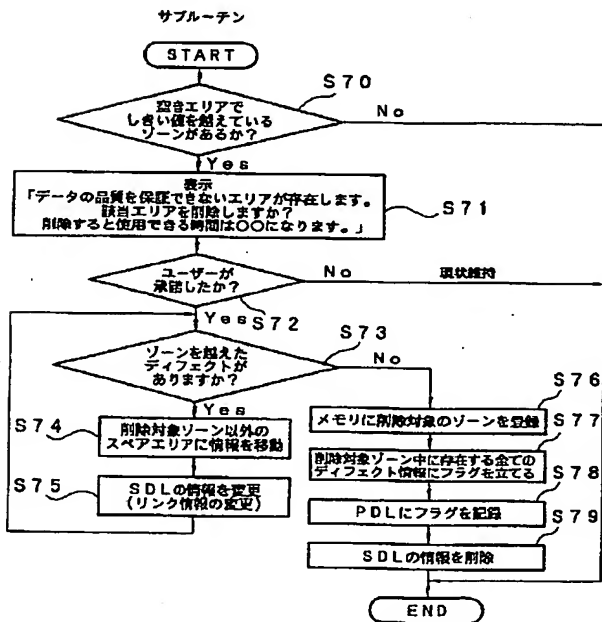 サブルーチン
START
S70
空きエリアで
しきい値を越えている
ゾーンがあるか?
No
Yes
表示
「データの品質を保証できないエリアが存在します。
該当エリアを削除しますか?
削除すると使用できる時間は〇〇になります。」
S71
ユーザーが
承諾したか?
No
現状維持
Yes
S72
S73
ゾーンを越えた
ディフェクトが
ありますか?
No
Yes
S74
削除対象ゾーン以外の
スペアエリアに情報を移動
S75
SDLの情報を変更
(リンク情報の変更)
S76
メモリに削除対象のゾーンを登録
S77
削除対象ゾーン中に存在する全ての
ディフェクト情報にフラグを立てる
S78
PDLにフラグを記録
S79
SDLの情報を削除
END